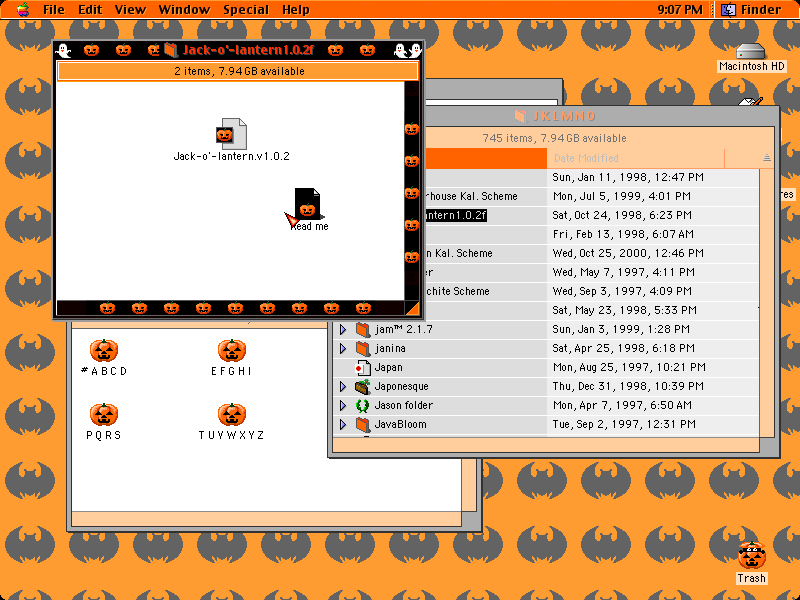 File Edit View Window Special Help 9:07 PM Finder
Jack-o'-lantern1.0.2f
2 items, 7.94 GB available
Jack-o'-lantern.v1.0.2
Read me
Macintosh HD
JKLMNO
745 items, 7.94 GB available
Date Modified
Sun, Jan 11, 1998, 12:47 PM
rhouse Kal. Scheme Mon, Jul 5, 1999, 4:01 PM
antern1.0.2f Sat, Oct 24, 1998, 6:23 PM
Fri, Feb 13, 1998, 6:07 AM
n Kal. Scheme Wed, Oct 25, 2000, 12:46 PM
er Wed, May 7, 1997, 4:11 PM
chite Scheme Wed, Sep 3, 1997, 4:09 PM
Sat, May 23, 1998, 5:33 PM
jam™ 2.1.7 Sun, Jan 3, 1999, 1:28 PM
janina Sat, Apr 25, 1998, 6:18 PM
Japan Mon, Aug 25, 1997, 10:21 PM
Japonesque Thu, Dec 31, 1998, 10:39 PM
Jason folder Mon, Apr 7, 1997, 6:50 AM
JavaBloom Tue, Sep 2, 1997, 12:31 PM
res
#ABCD
EFGHI
PQRS
TUVWXYZ
Trash